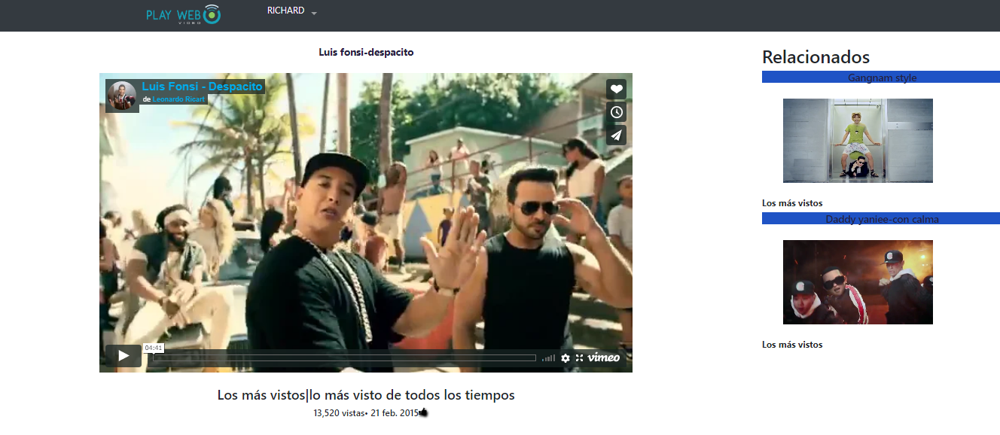 PLAY WEB
VIDEO
RICHARD
Luis fonsi-despacito
Luis Fonsi - Despacito
de Leonardo Ricart
04:41
vimeo
Los más vistos|lo más visto de todos los tiempos
13,520 vistas• 21 feb. 2015
Relacionados
Gangnam style
Los más vistos
Daddy yaniee-con calma
Los más vistos